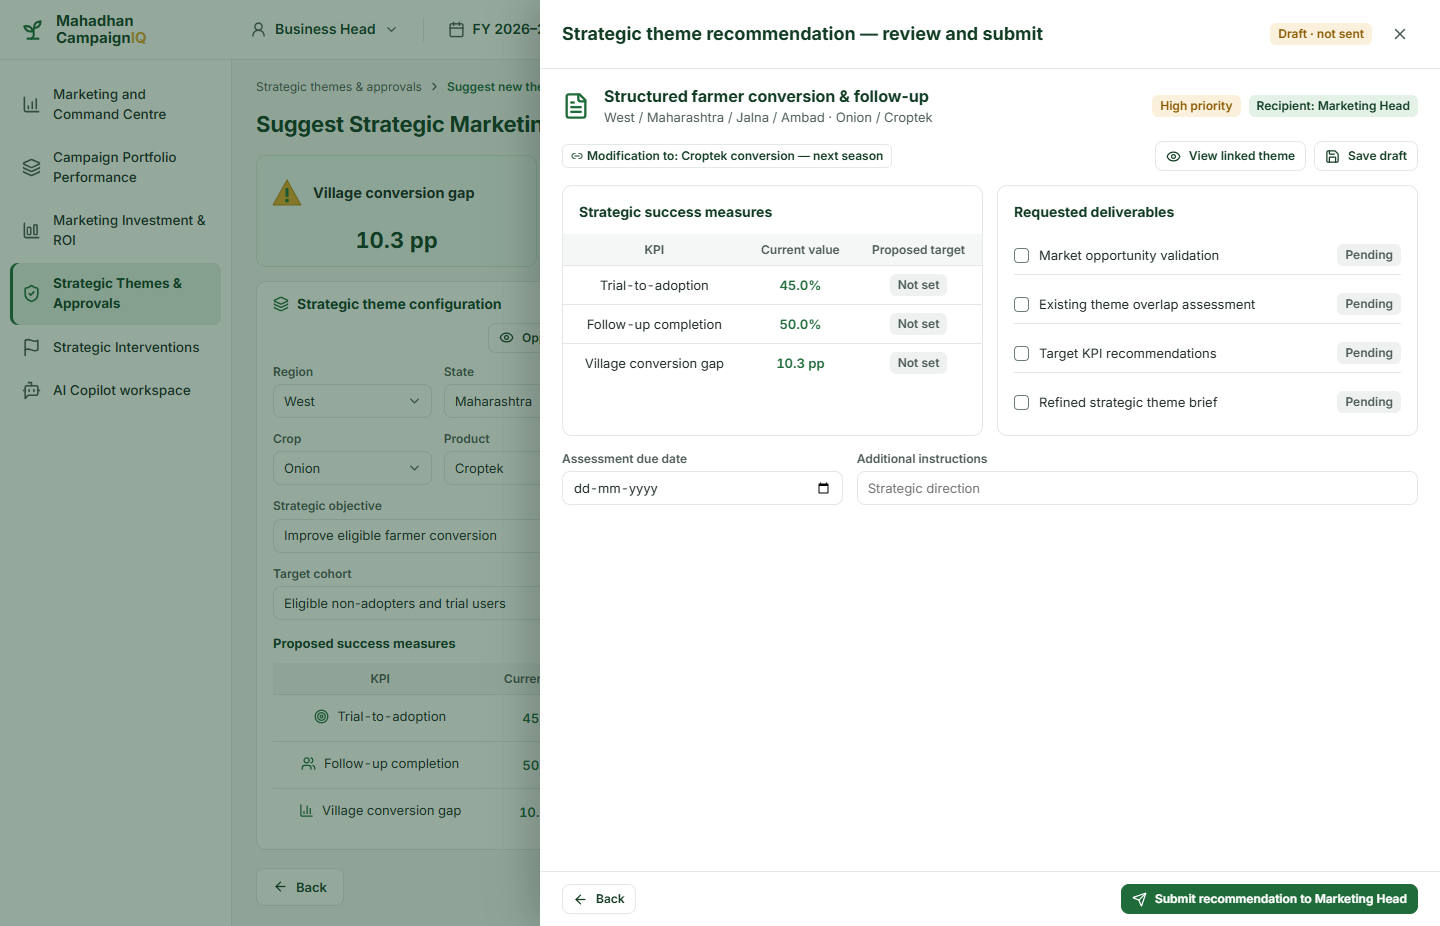 Mahadhan
CampaignIQ
Business Head
FY 2026–2
Marketing and
Command Centre
Campaign Portfolio
Performance
Marketing Investment &
ROI
Strategic Themes &
Approvals
Strategic Interventions
AI Copilot workspace
Strategic themes & approvals > Suggest new the
Suggest Strategic Marketin
Village conversion gap
10.3 pp
Strategic theme configuration
Op
Region
State
West
Maharashtra
Crop
Product
Onion
Croptek
Strategic objective
Improve eligible farmer conversion
Target cohort
Eligible non-adopters and trial users
Proposed success measures
KPI
Curren
Trial-to-adoption
45
Follow-up completion
50
Village conversion gap
10.
Back
Strategic theme recommendation — review and submit
Draft · not sent
Structured farmer conversion & follow-up
West / Maharashtra / Jalna / Ambad · Onion / Croptek
High priority
Recipient: Marketing Head
Modification to: Croptek conversion — next season
View linked theme
Save draft
Strategic success measures
KPI Current value Proposed target
Trial-to-adoption 45.0% Not set
Follow-up completion 50.0% Not set
Village conversion gap 10.3 pp Not set
Requested deliverables
Market opportunity validation Pending
Existing theme overlap assessment Pending
Target KPI recommendations Pending
Refined strategic theme brief Pending
Assessment due date
dd-mm-yyyy
Additional instructions
Strategic direction
Back
Submit recommendation to Marketing Head